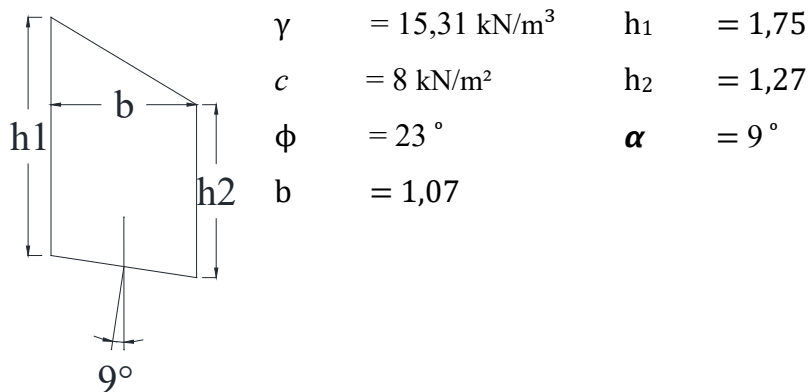 γ = 15,31 kN/m³ h₁ = 1,75
b
c = 8 kN/m² h₂ = 1,27
h1
ϕ = 23 ° α = 9 °
h2
b = 1,07
9°